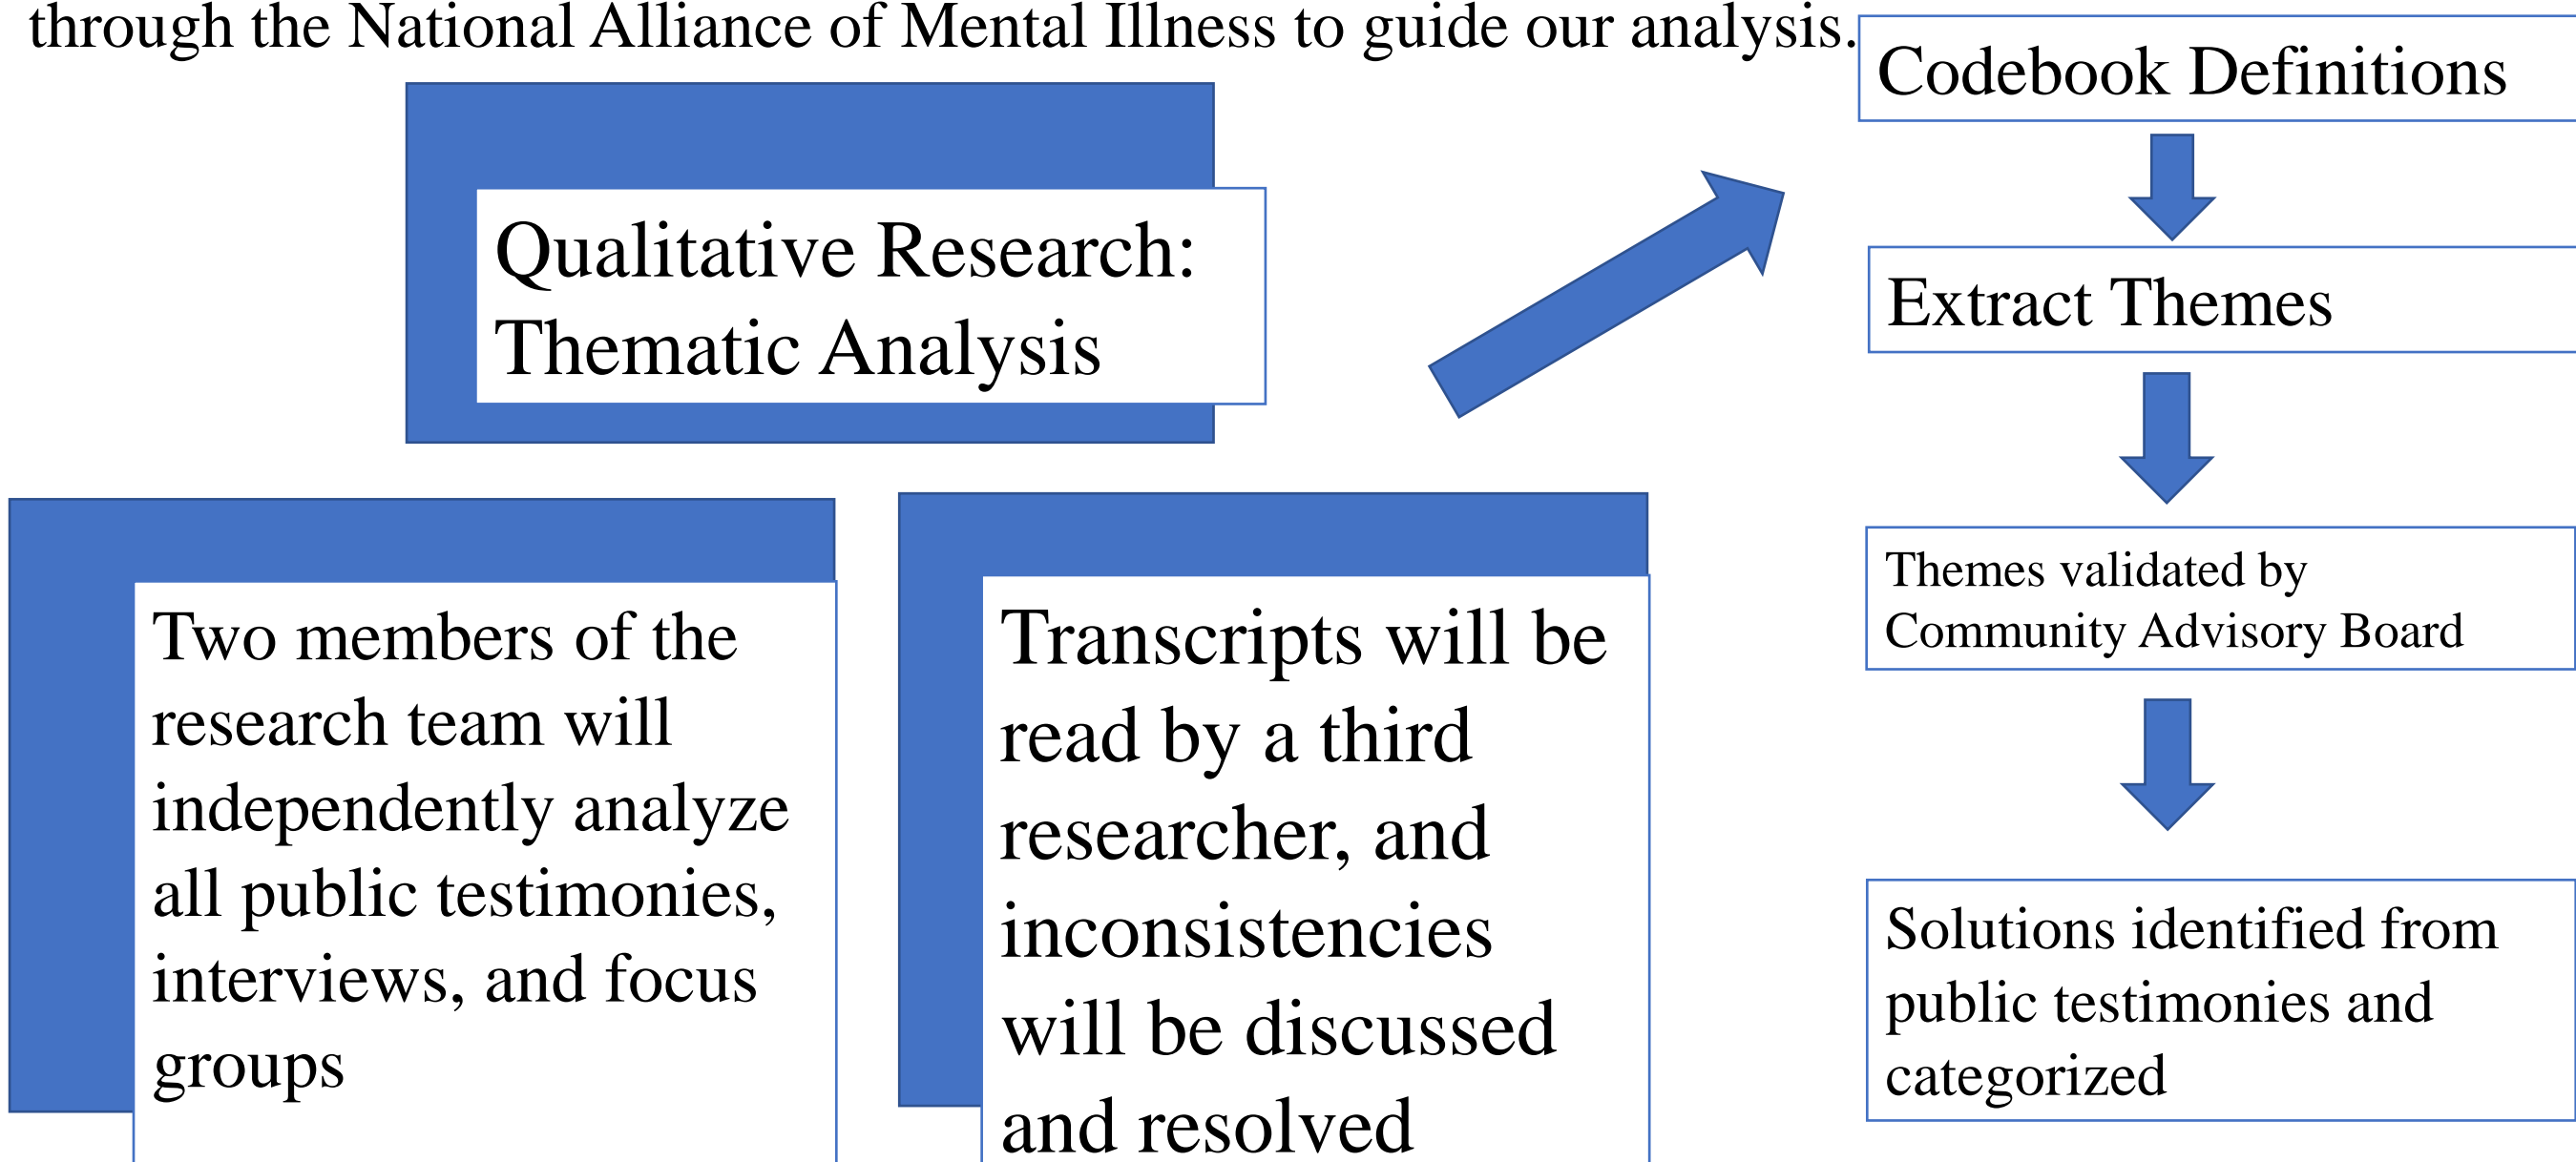 through the National Alliance of Mental Illness to guide our analysis.
Qualitative Research:
Thematic Analysis
Two members of the
research team will
independently analyze
all public testimonies,
interviews, and focus
groups
Transcripts will be
read by a third
researcher, and
inconsistencies
will be discussed
and resolved
Codebook Definitions
Extract Themes
Themes validated by
Community Advisory Board
Solutions identified from
public testimonies and
categorized